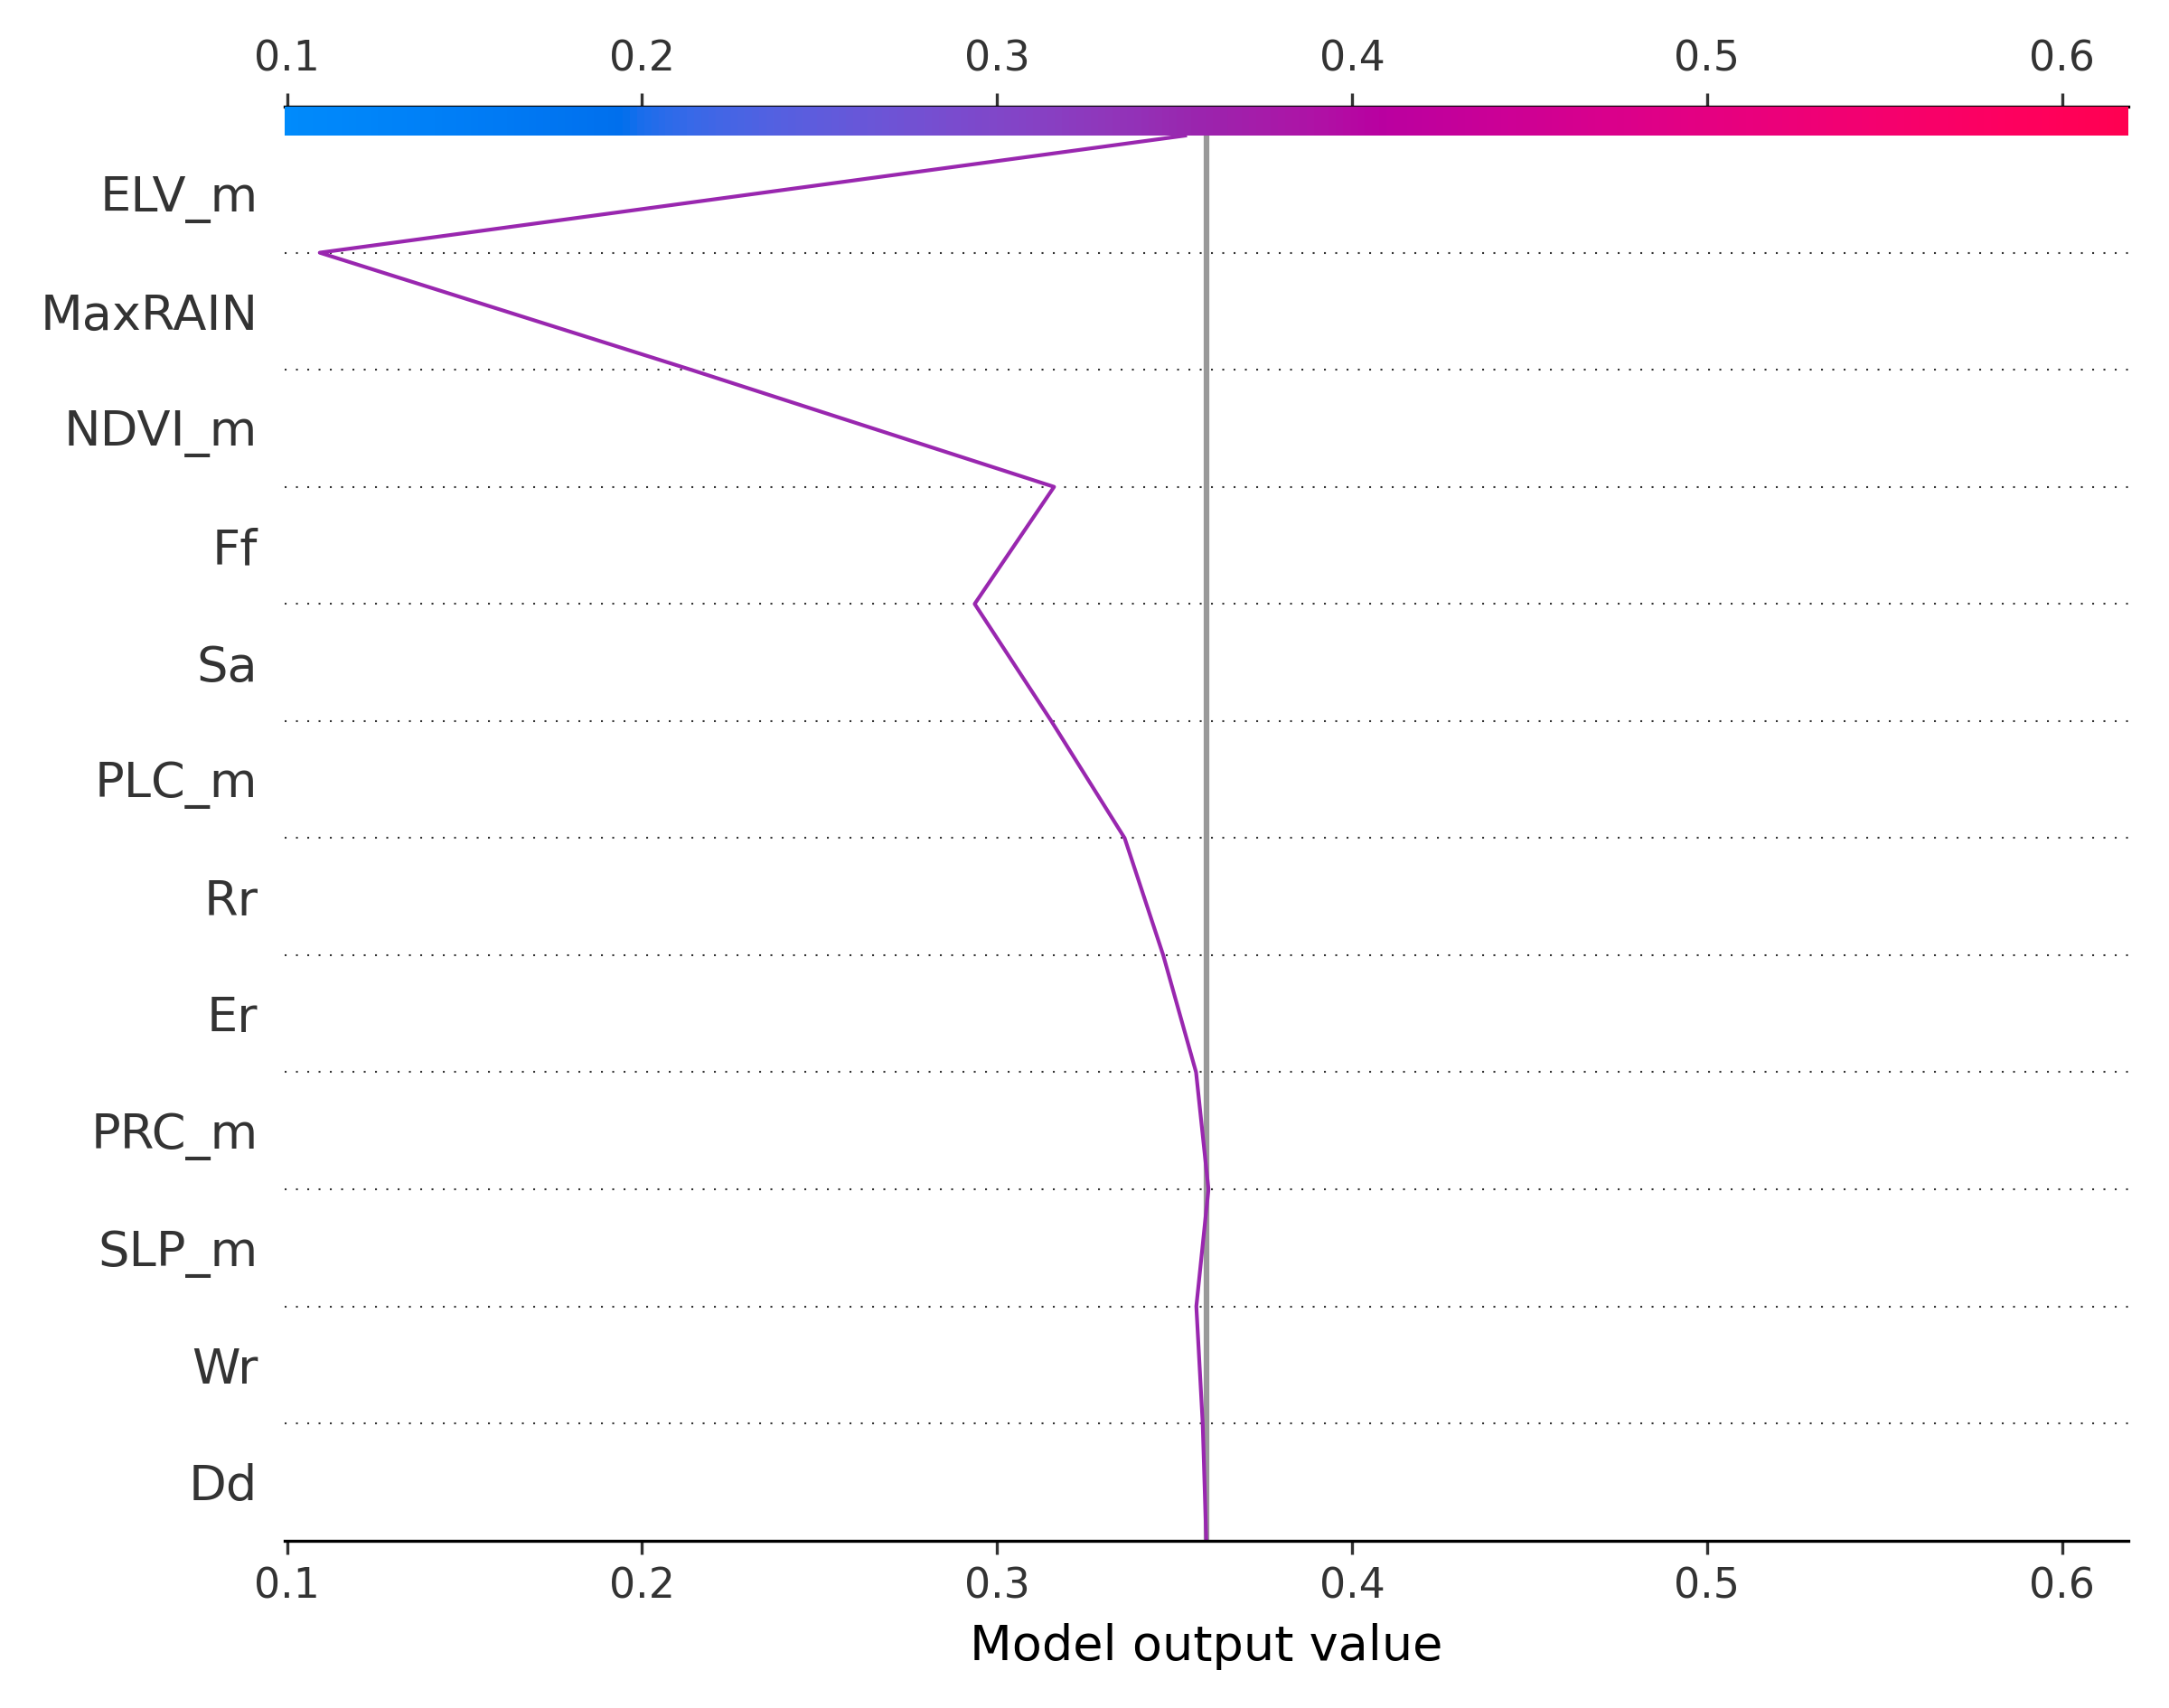 0.1 0.2 0.3 0.4 0.5 0.6
ELV_m
MaxRAIN
NDVI_m
Ff
Sa
PLC_m
Rr
Er
PRC_m
SLP_m
Wr
Dd
0.1 0.2 0.3 0.4 0.5 0.6
Model output value